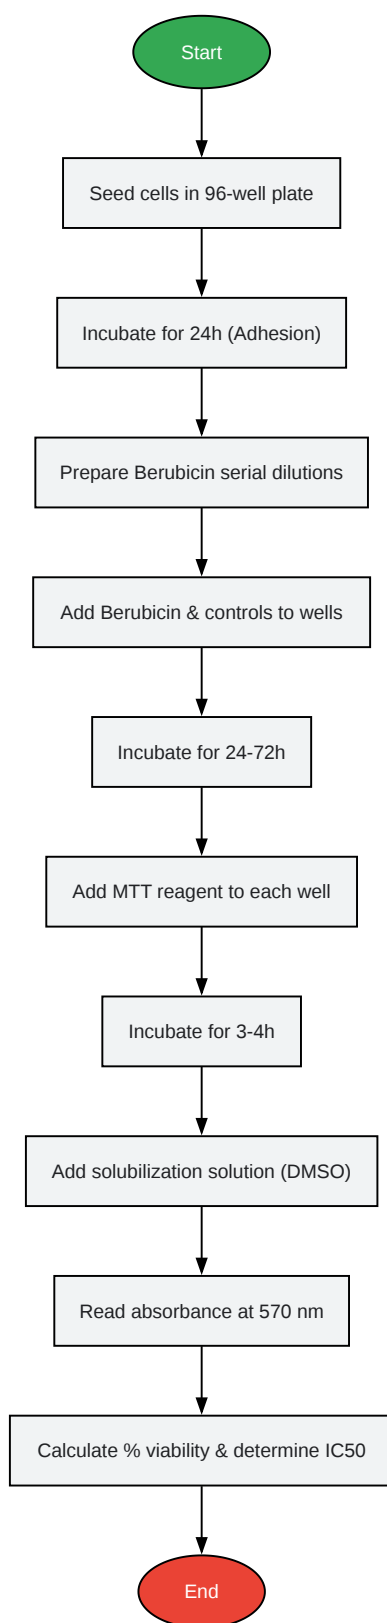 Start
Seed cells in 96-well plate
Incubate for 24h (Adhesion)
Prepare Berubicin serial dilutions
Add Berubicin & controls to wells
Incubate for 24-72h
Add MTT reagent to each well
Incubate for 3-4h
Add solubilization solution (DMSO)
Read absorbance at 570 nm
Calculate % viability & determine IC50
End